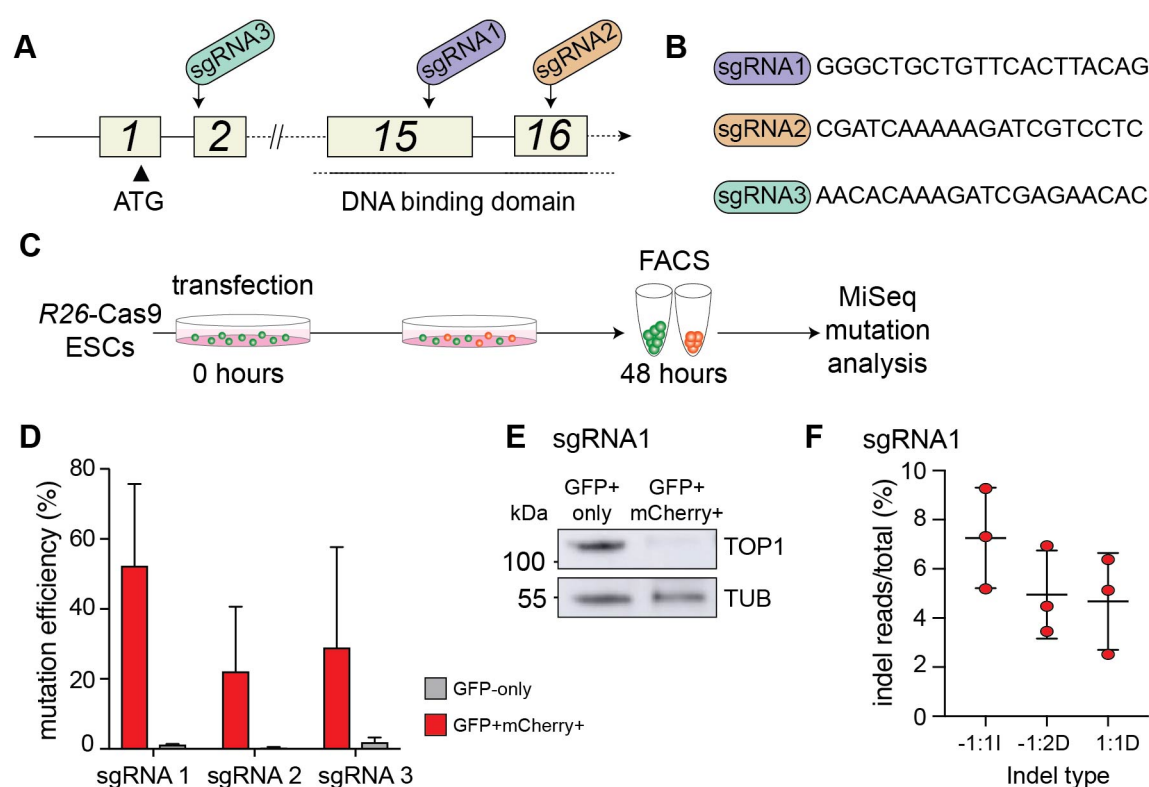 A
sgRNA3
sgRNA1
sgRNA2
1
2
//
15
16
ATG
DNA binding domain
B
sgRNA1 GGGCTGCTGTTCACTTACAG
sgRNA2 CGATCAAAAAGATCGTCCTC
sgRNA3 AACACAAAGATCGAGAACAC
C
R26-Cas9
ESCs
transfection
0 hours
FACS
48 hours
MiSeq
mutation
analysis
D
mutation efficiency (%)
80
60
40
20
0
sgRNA 1
sgRNA 2
sgRNA 3
GFP-only
GFP+mCherry+
E sgRNA1
GFP+
only
GFP+
mCherry+
kDa
100
TOP1
55
TUB
F sgRNA1
indel reads/total (%)
10
8
6
4
2
0
-1:1I
-1:2D
1:1D
Indel type